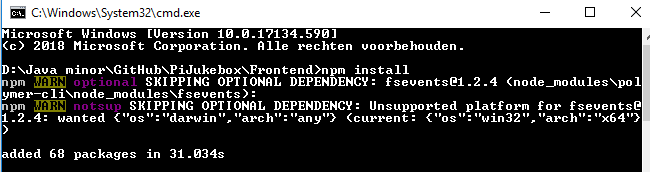 C:\Windows\System32\cmd.exe
Microsoft Windows [Version 10.0.17134.590]
(c) 2018 Microsoft Corporation. Alle rechten voorbehouden.
D:\Java minor\GitHub\PiJukebox\Frontend>npm install
npm WARN optional SKIPPING OPTIONAL DEPENDENCY: fsevents@1.2.4 (node_modules\pol
ymer-cli\node_modules\fsevents):
npm WARN notsup SKIPPING OPTIONAL DEPENDENCY: Unsupported platform for fsevents@
1.2.4: wanted {"os":"darwin","arch":"any"} (current: {"os":"win32","arch":"x64"}
)
added 68 packages in 31.034s